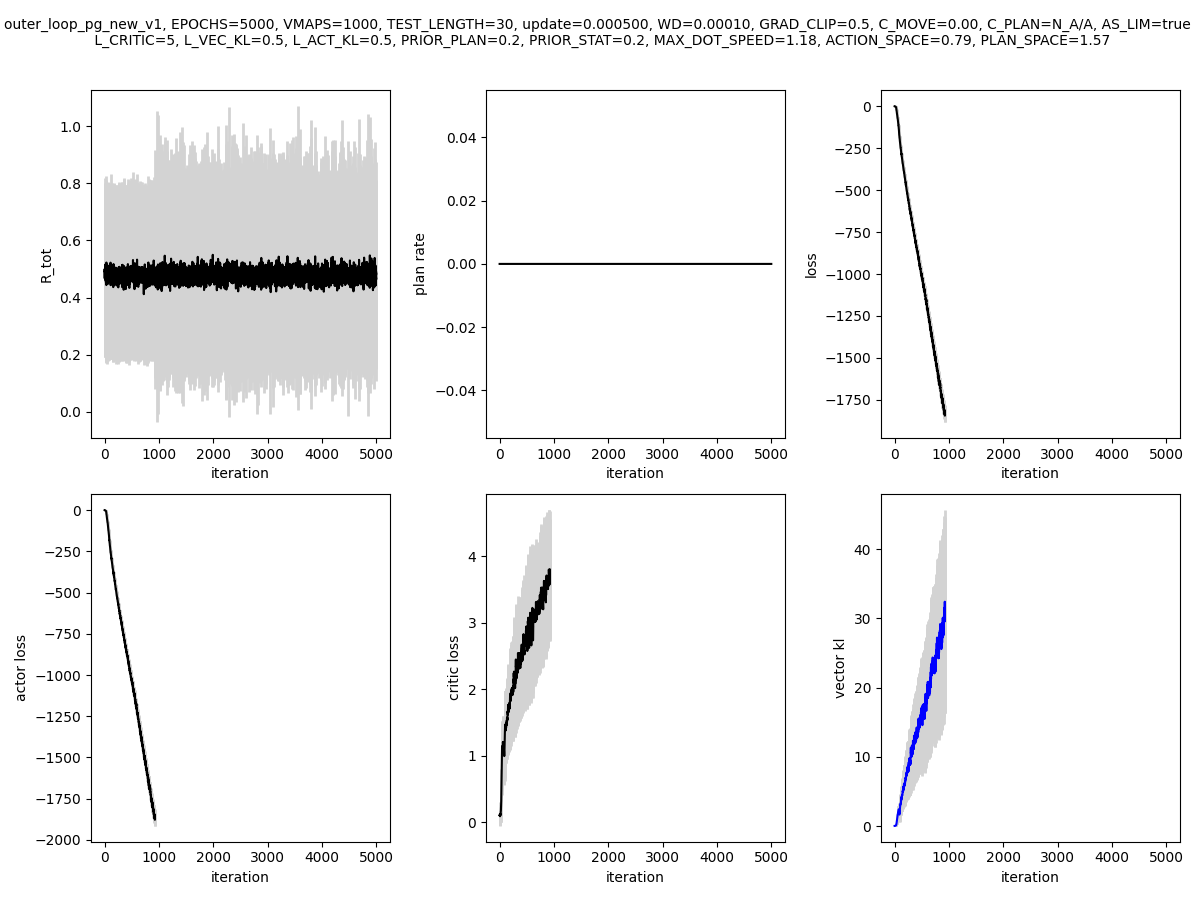 outer_loop_pg_new_v1, EPOCHS=5000, VMAPS=1000, TEST_LENGTH=30, update=0.000500, WD=0.00010, GRAD_CLIP=0.5, C_MOVE=0.00, C_PLAN=N_A/A, AS_LIM=true
L_CRITIC=5, L_VEC_KL=0.5, L_ACT_KL=0.5, PRIOR_PLAN=0.2, PRIOR_STAT=0.2, MAX_DOT_SPEED=1.18, ACTION_SPACE=0.79, PLAN_SPACE=1.57
R_tot
1.0
0.8
0.6
0.4
0.2
0.0
0 1000 2000 3000 4000 5000
iteration
plan rate
0.04
0.02
0.00
−0.02
−0.04
0 1000 2000 3000 4000 5000
iteration
loss
0
−250
−500
−750
−1000
−1250
−1500
−1750
0 1000 2000 3000 4000 5000
iteration
actor loss
0
−250
−500
−750
−1000
−1250
−1500
−1750
−2000
0 1000 2000 3000 4000 5000
iteration
critic loss
4
3
2
1
0
0 1000 2000 3000 4000 5000
iteration
vector kl
40
30
20
10
0
0 1000 2000 3000 4000 5000
iteration